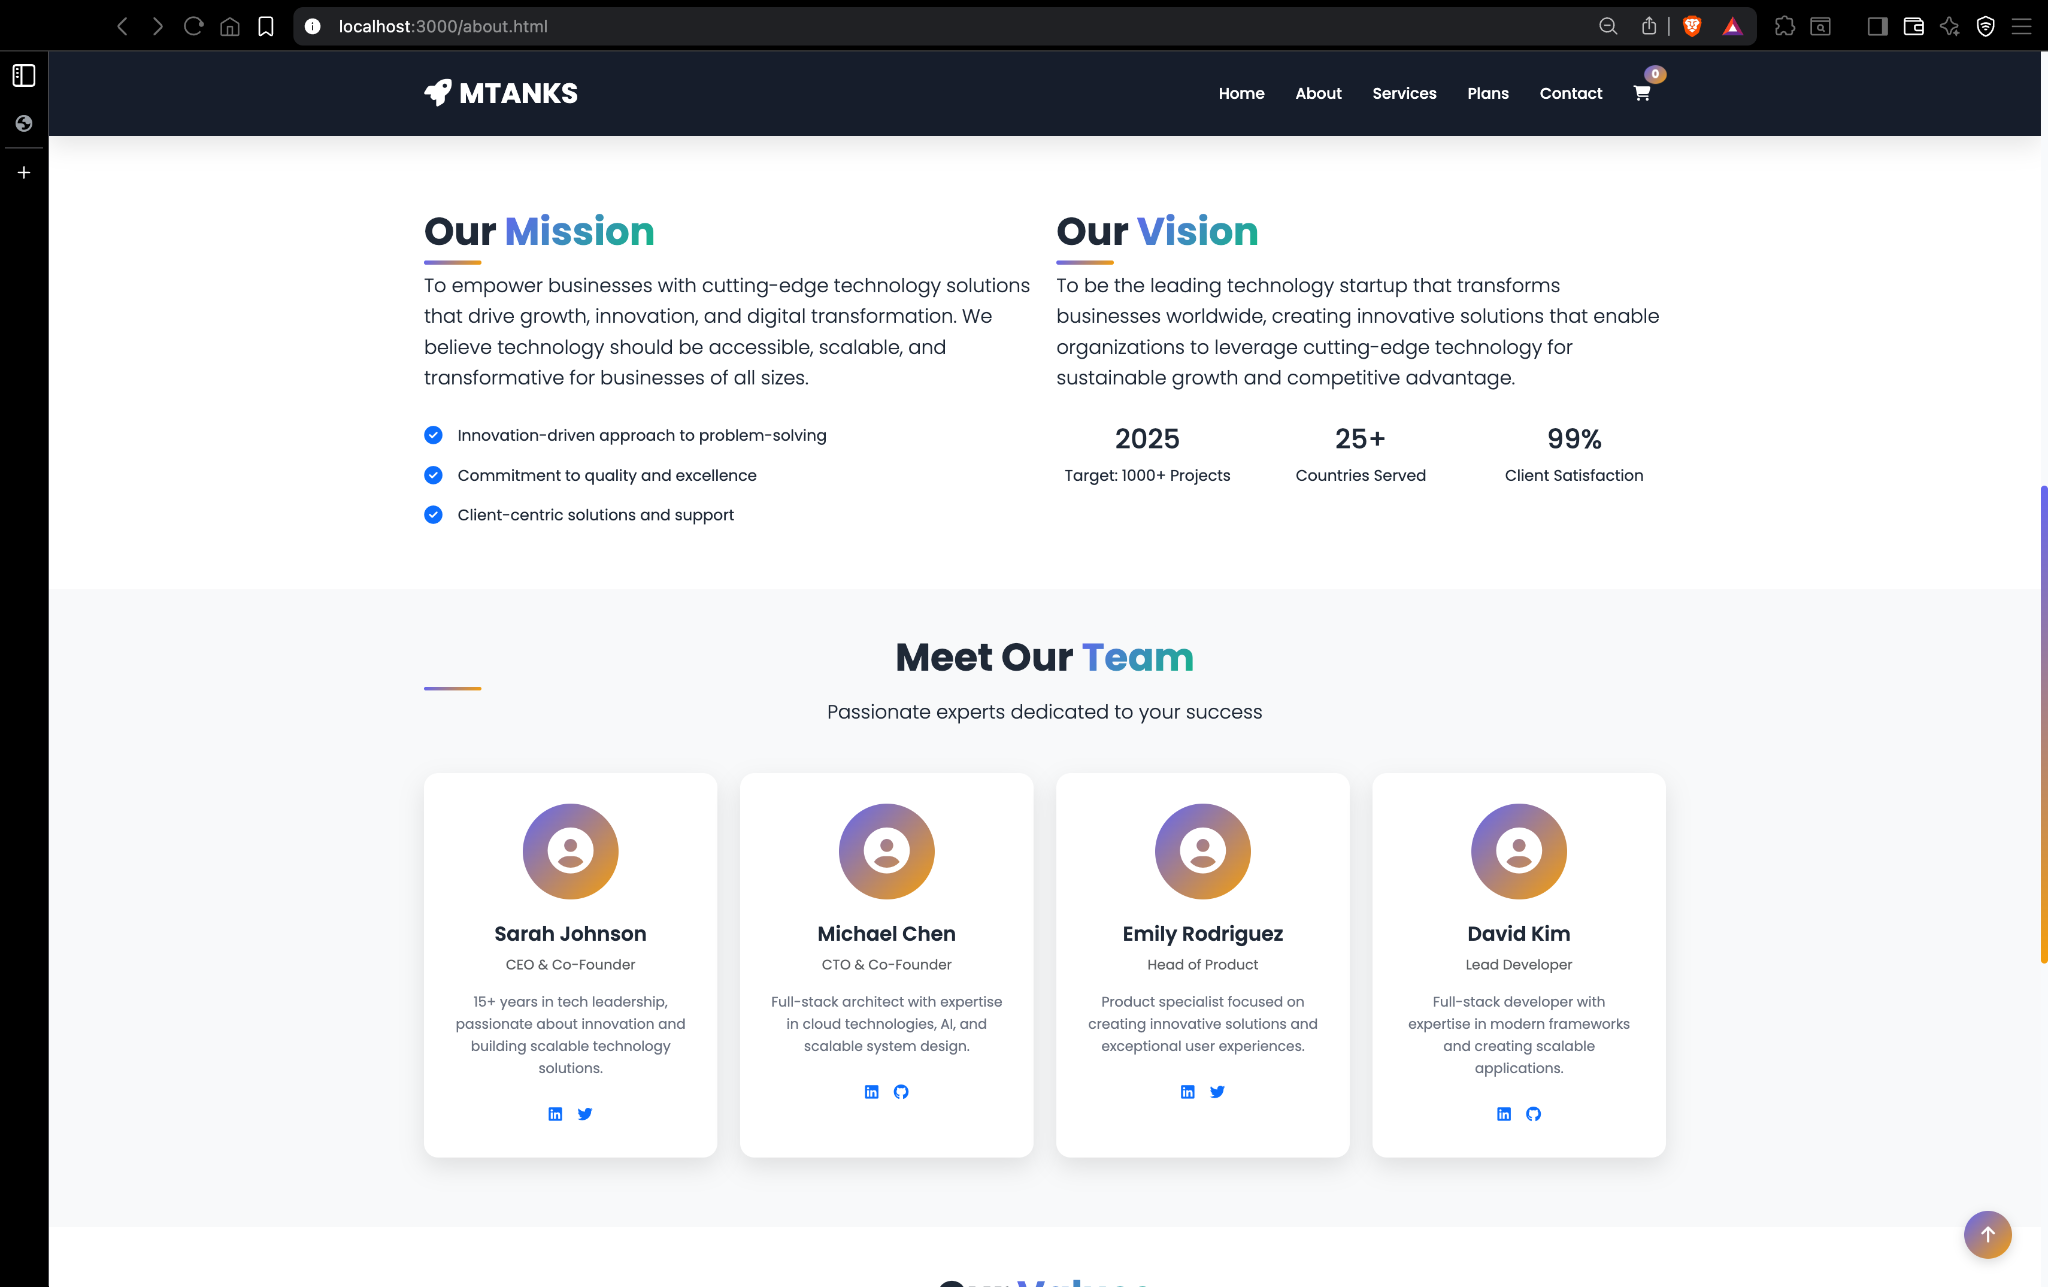 localhost:3000/about.html
MTANKS
Home
About
Services
Plans
Contact
0
Our Mission
To empower businesses with cutting-edge technology solutions
that drive growth, innovation, and digital transformation. We
believe technology should be accessible, scalable, and
transformative for businesses of all sizes.
Innovation-driven approach to problem-solving
Commitment to quality and excellence
Client-centric solutions and support
Our Vision
To be the leading technology startup that transforms
businesses worldwide, creating innovative solutions that enable
organizations to leverage cutting-edge technology for
sustainable growth and competitive advantage.
2025
Target: 1000+ Projects
25+
Countries Served
99%
Client Satisfaction
Meet Our Team
Passionate experts dedicated to your success
Sarah Johnson
CEO & Co-Founder
15+ years in tech leadership,
passionate about innovation and
building scalable technology
solutions.
Michael Chen
CTO & Co-Founder
Full-stack architect with expertise
in cloud technologies, AI, and
scalable system design.
Emily Rodriguez
Head of Product
Product specialist focused on
creating innovative solutions and
exceptional user experiences.
David Kim
Lead Developer
Full-stack developer with
expertise in modern frameworks
and creating scalable
applications.